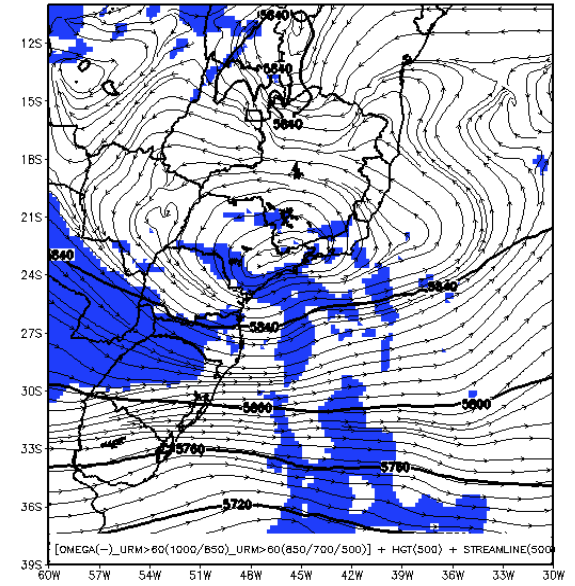 12S
15S
18S
21S
24S
27S
30S
33S
36S
39S
5840
5840
5840
5840
5840
5840
5800
5760
5760
5720
[OMEGA(−)_URM>60(1000/850)_URM>60(850/700/500)] + HGT(500) + STREAMLINE(500)
60W 57W 54W 51W 48W 45W 42W 39W 36W 33W 30W